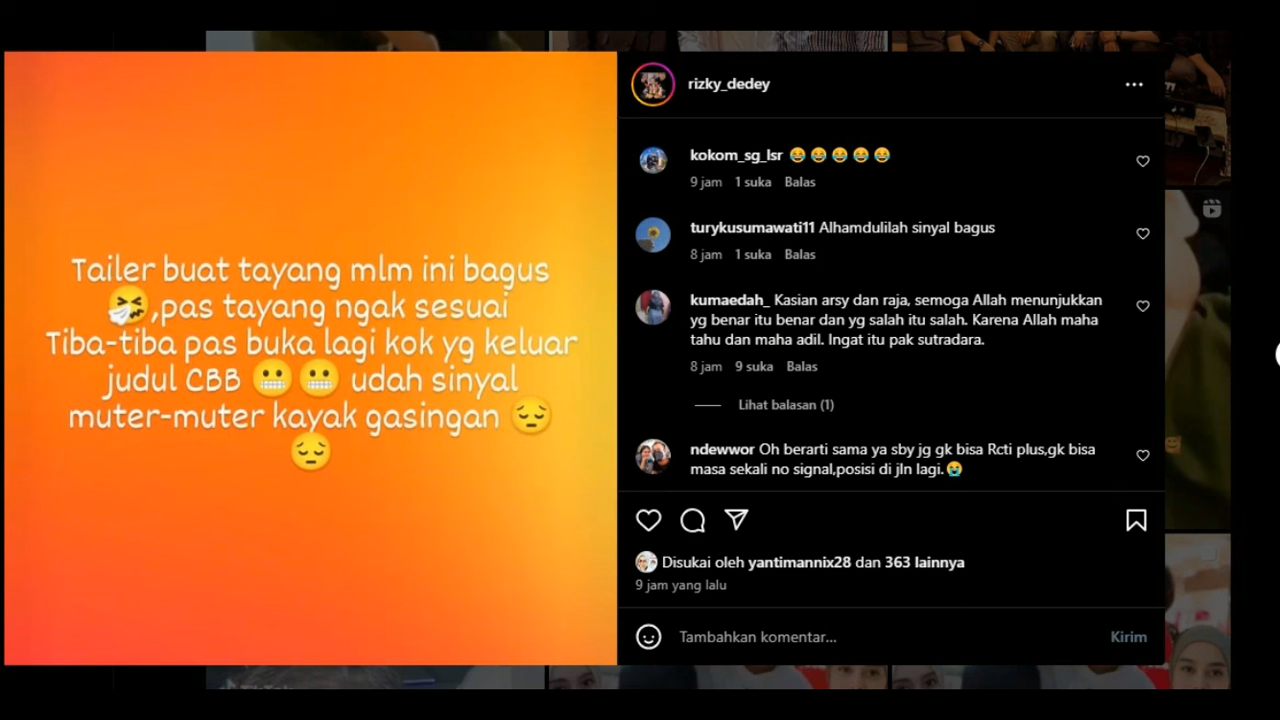 Tailer buat tayang mlm ini bagus
🤧,pas tayang ngak sesuai
Tiba-tiba pas buka lagi kok yg keluar
judul CBB 😬😬 udah sinyal
muter-muter kayak gasingan 😔
😔
rizky_dedey
kokom_sg_lsr 😂😂😂😂😂
9 jam 1 suka Balas
turykusumawati11 Alhamdulilah sinyal bagus
8 jam 1 suka Balas
kumaedah_ Kasian arsy dan raja, semoga Allah menunjukkan
yg benar itu benar dan yg salah itu salah. Karena Allah maha
tahu dan maha adil. Ingat itu pak sutradara.
8 jam 9 suka Balas
Lihat balasan (1)
ndewwor Oh berarti sama ya sby jg gk bisa Rcti plus,gk bisa
masa sekali no signal,posisi di jln lagi.😭
Disukai oleh yantimannix28 dan 363 lainnya
9 jam yang lalu
Tambahkan komentar...
Kirim